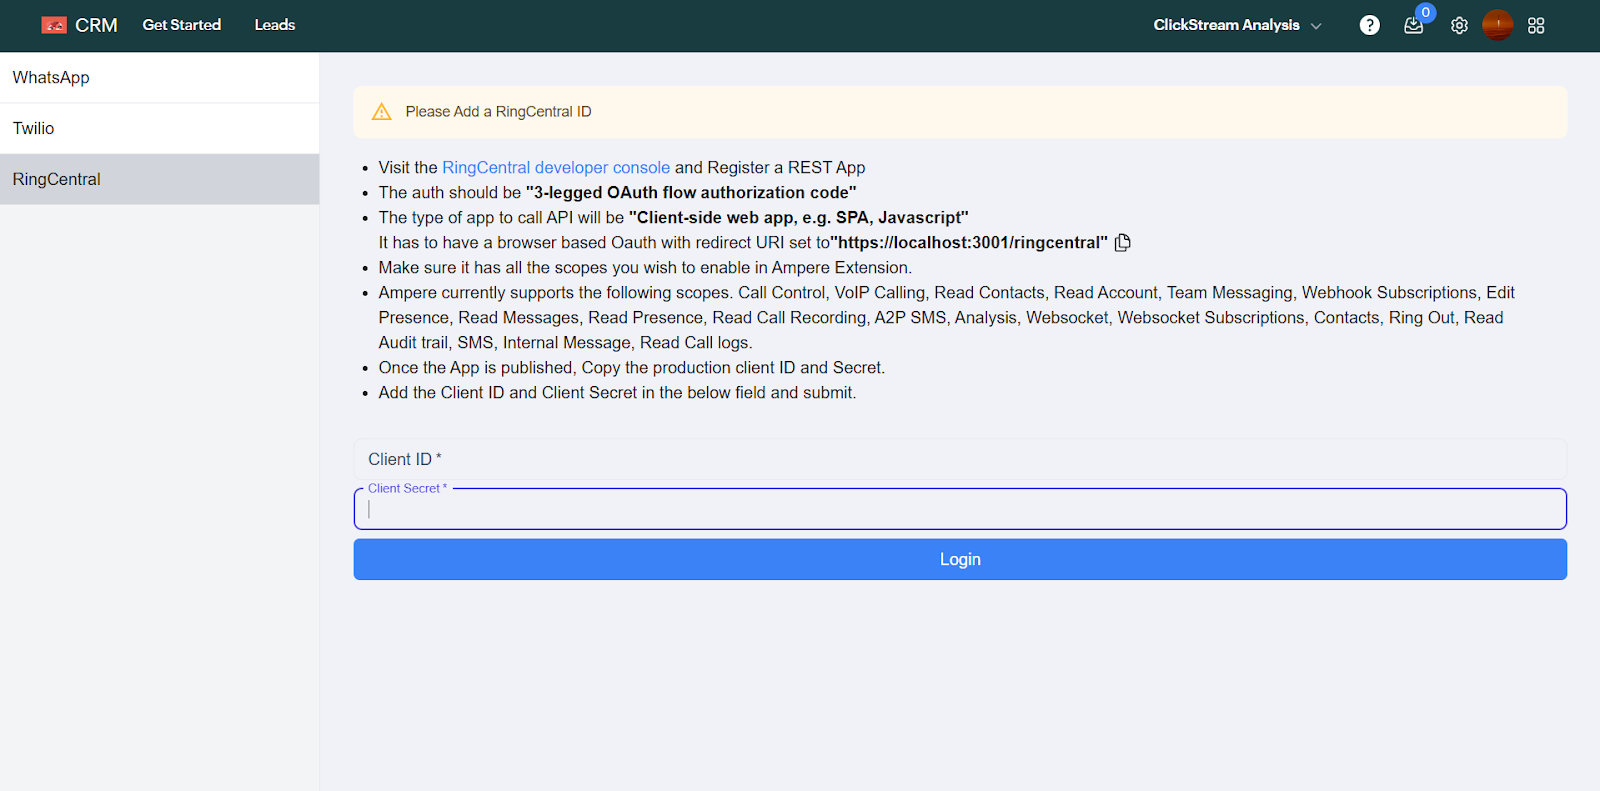 CRM
Get Started
Leads
ClickStream Analysis
?
0
WhatsApp
Twilio
RingCentral
Please Add a RingCentral ID
• Visit the RingCentral developer console and Register a REST App
• The auth should be "3-legged OAuth flow authorization code"
• The type of app to call API will be "Client-side web app, e.g. SPA, Javascript"
It has to have a browser based Oauth with redirect URI set to"https://localhost:3001/ringcentral"
• Make sure it has all the scopes you wish to enable in Ampere Extension.
• Ampere currently supports the following scopes. Call Control, VoIP Calling, Read Contacts, Read Account, Team Messaging, Webhook Subscriptions, Edit
Presence, Read Messages, Read Presence, Read Call Recording, A2P SMS, Analysis, Websocket, Websocket Subscriptions, Contacts, Ring Out, Read
Audit trail, SMS, Internal Message, Read Call logs.
• Once the App is published, Copy the production client ID and Secret.
• Add the Client ID and Client Secret in the below field and submit.
Client ID *
Client Secret *
Login